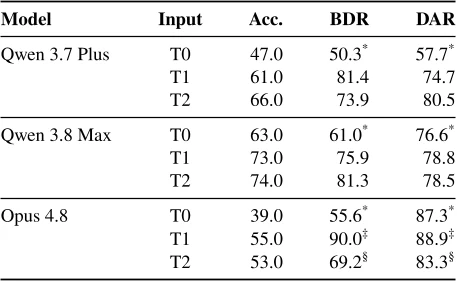 Model Input Acc. BDR DAR
Qwen 3.7 Plus T0 47.0 50.3* 57.7*
T1 61.0 81.4 74.7
T2 66.0 73.9 80.5
Qwen 3.8 Max T0 63.0 61.0* 76.6*
T1 73.0 75.9 78.8
T2 74.0 81.3 78.5
Opus 4.8 T0 39.0 55.6* 87.3*
T1 55.0 90.0‡ 88.9‡
T2 53.0 69.2§ 83.3§